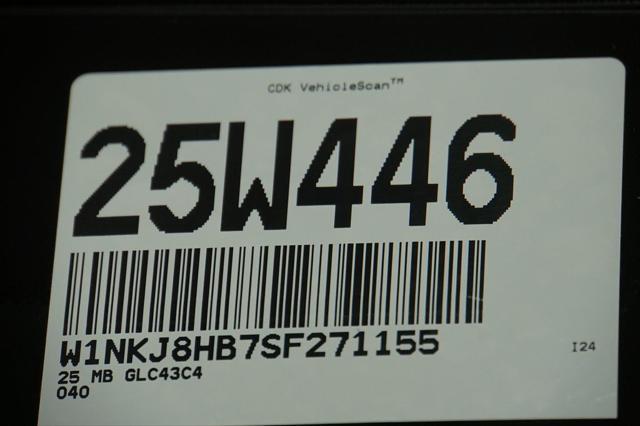 CDK VehicleScan™
25W446
W1NKJ8HB7SF271155
25 MB GLC43C4
040
I24